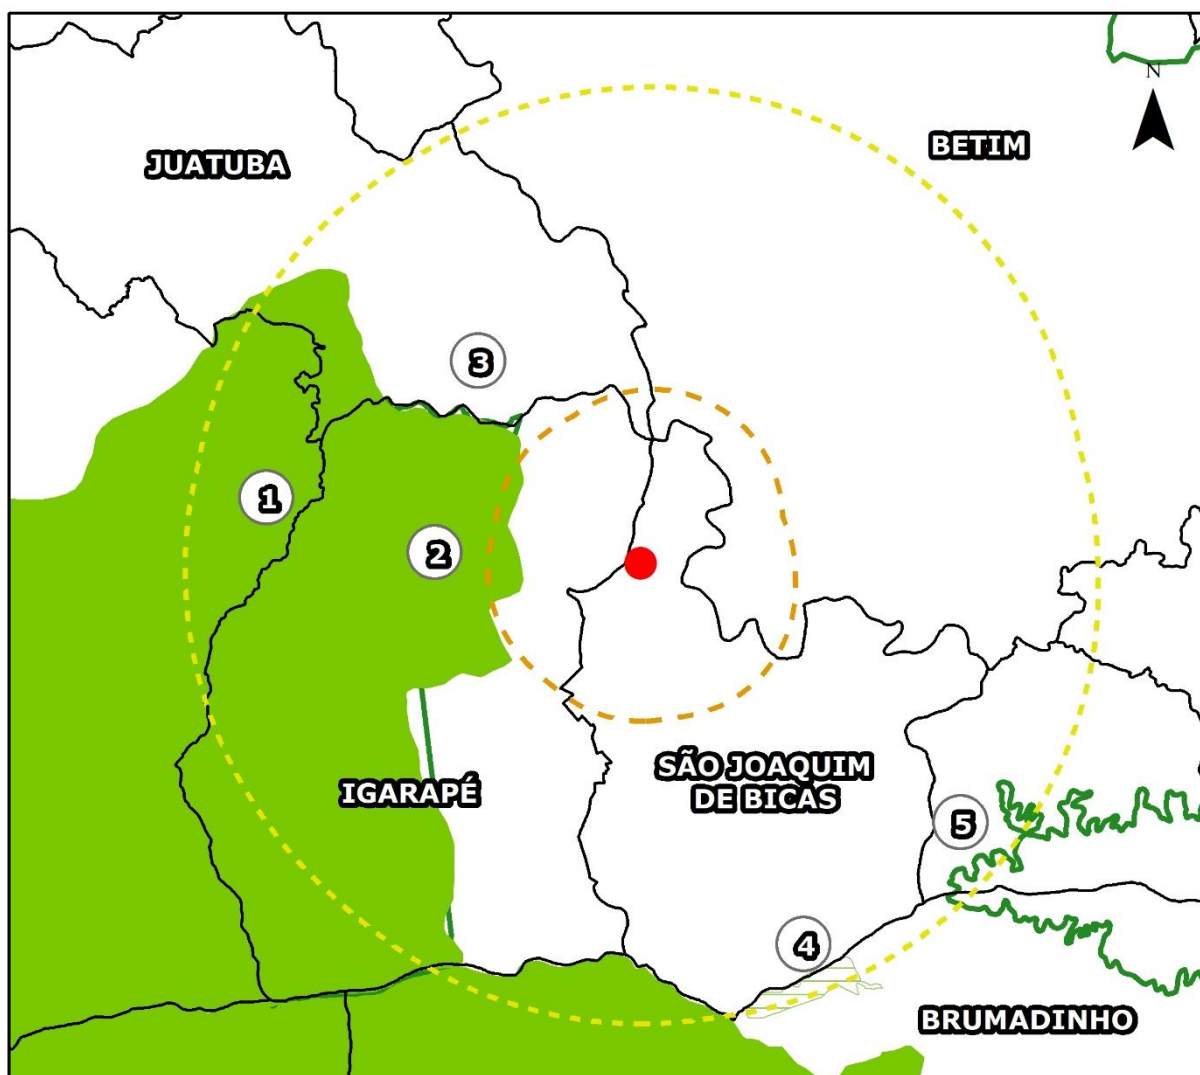 N
BETIM
JUATUBA
3
1
2
SÃO JOAQUIM
DE BICAS
IGARAPÉ
5
4
BRUMADINHO